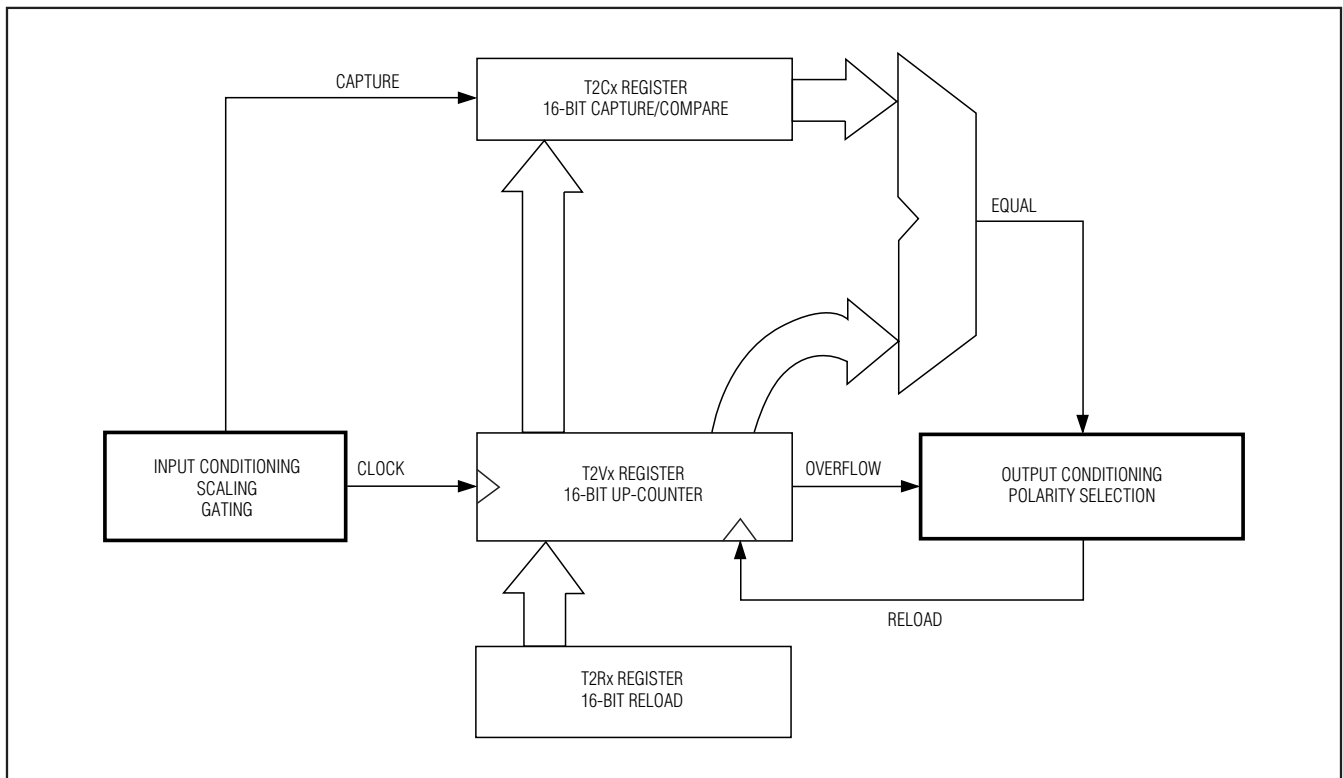 CAPTURE
T2Cx REGISTER
16-BIT CAPTURE/COMPARE
EQUAL
INPUT CONDITIONING
SCALING
GATING
CLOCK
T2Vx REGISTER
16-BIT UP-COUNTER
OVERFLOW
OUTPUT CONDITIONING
POLARITY SELECTION
RELOAD
T2Rx REGISTER
16-BIT RELOAD